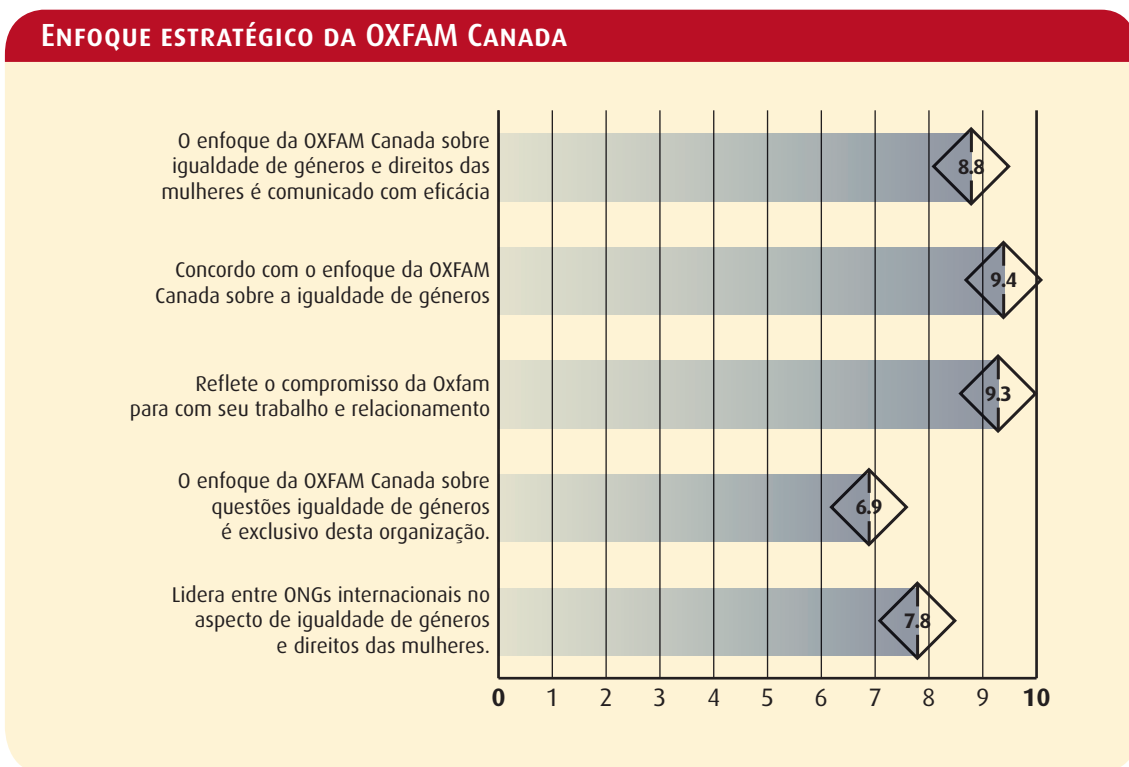 Enfoque estratégico da OXFAM Canada
O enfoque da OXFAM Canada sobre
igualdade de géneros e direitos das
mulheres é comunicado com eficácia
8.8
Concordo com o enfoque da OXFAM
Canada sobre a igualdade de géneros
9.4
Reflete o compromisso da Oxfam
para com seu trabalho e relacionamento
9.3
O enfoque da OXFAM Canada sobre
questões igualdade de géneros
é exclusivo desta organização.
6.9
Lidera entre ONGs internacionais no
aspecto de igualdade de géneros
e direitos das mulheres.
7.8
0 1 2 3 4 5 6 7 8 9 10